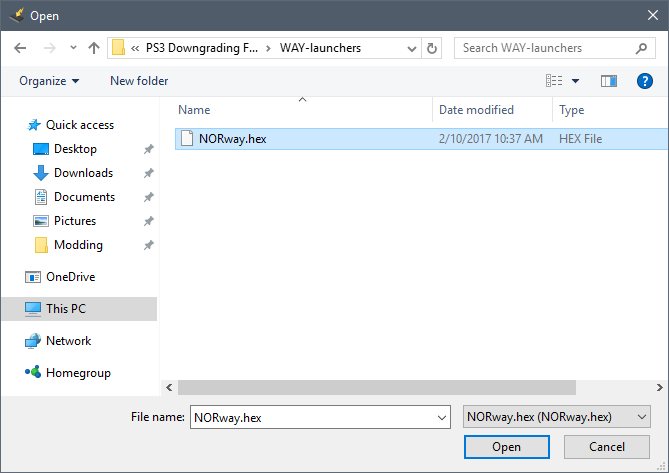 Open
« PS3 Downgrading F... > WAY-launchers
Search WAY-launchers
Organize
New folder
?
Name
Date modified
Type
Quick access
Desktop
Downloads
Documents
Pictures
Modding
OneDrive
This PC
Network
Homegroup
NORway.hex
2/10/2017 10:37 AM
HEX File
File name:
NORway.hex
NORway.hex (NORway.hex)
Open
Cancel